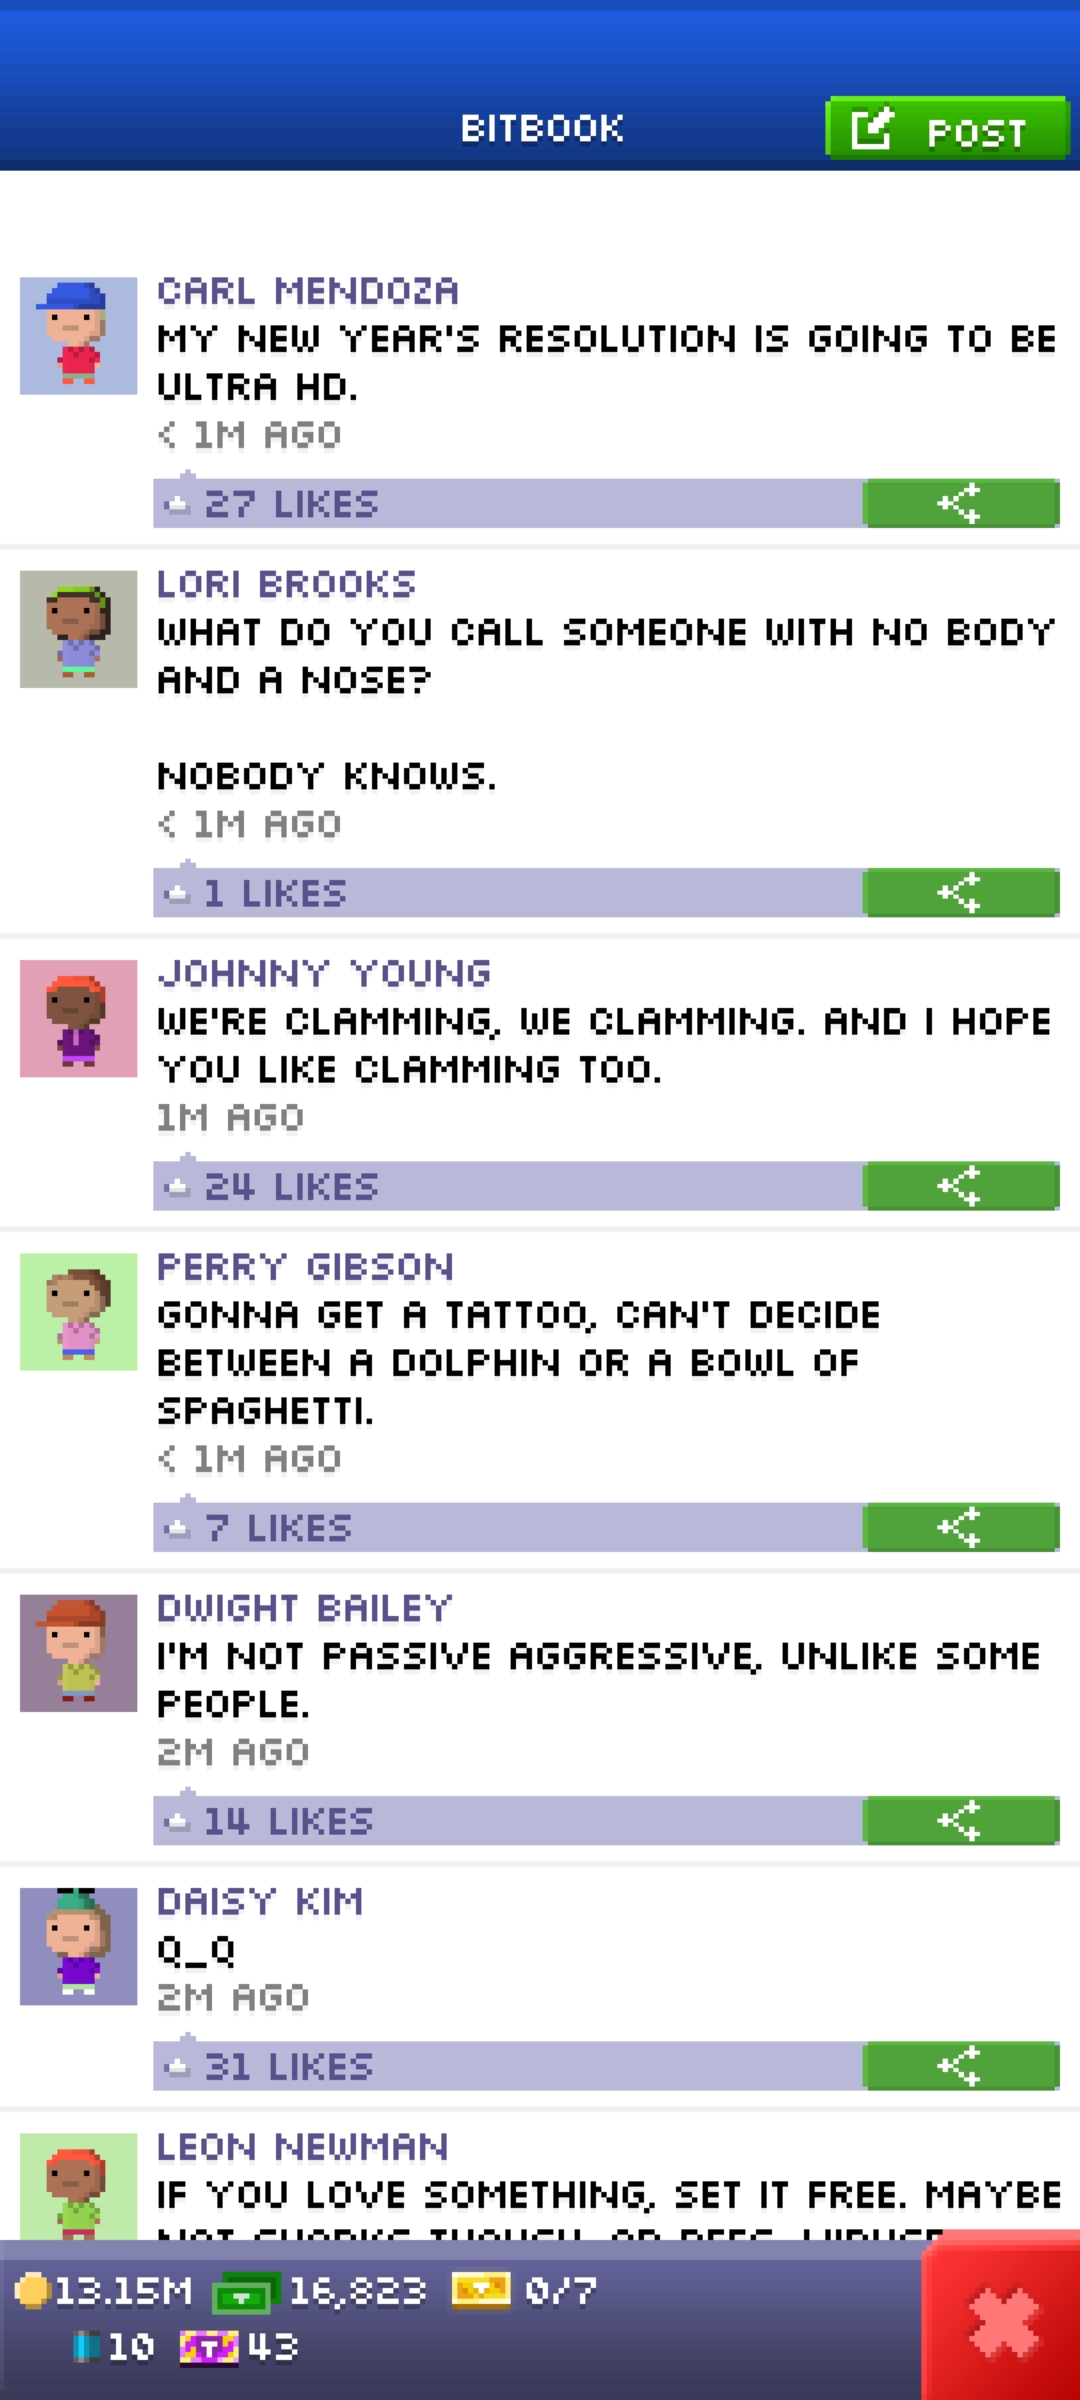 BITBOOK
POST
CARL MENDOZA
MY NEW YEAR'S RESOLUTION IS GOING TO BE
ULTRA HD.
< 1M AGO
27 LIKES
LORI BROOKS
WHAT DO YOU CALL SOMEONE WITH NO BODY
AND A NOSE?
NOBODY KNOWS.
< 1M AGO
1 LIKES
JOHNNY YOUNG
WE'RE CLAMMING, WE CLAMMING. AND I HOPE
YOU LIKE CLAMMING TOO.
1M AGO
24 LIKES
PERRY GIBSON
GONNA GET A TATTOO, CAN'T DECIDE
BETWEEN A DOLPHIN OR A BOWL OF
SPAGHETTI.
< 1M AGO
7 LIKES
DWIGHT BAILEY
I'M NOT PASSIVE AGGRESSIVE, UNLIKE SOME
PEOPLE.
2M AGO
14 LIKES
DAISY KIM
Q_Q
2M AGO
31 LIKES
LEON NEWMAN
IF YOU LOVE SOMETHING, SET IT FREE. MAYBE
NOT SHARKS THOUGH. OR BEES.
13.15M 16,823 0/7
10 43